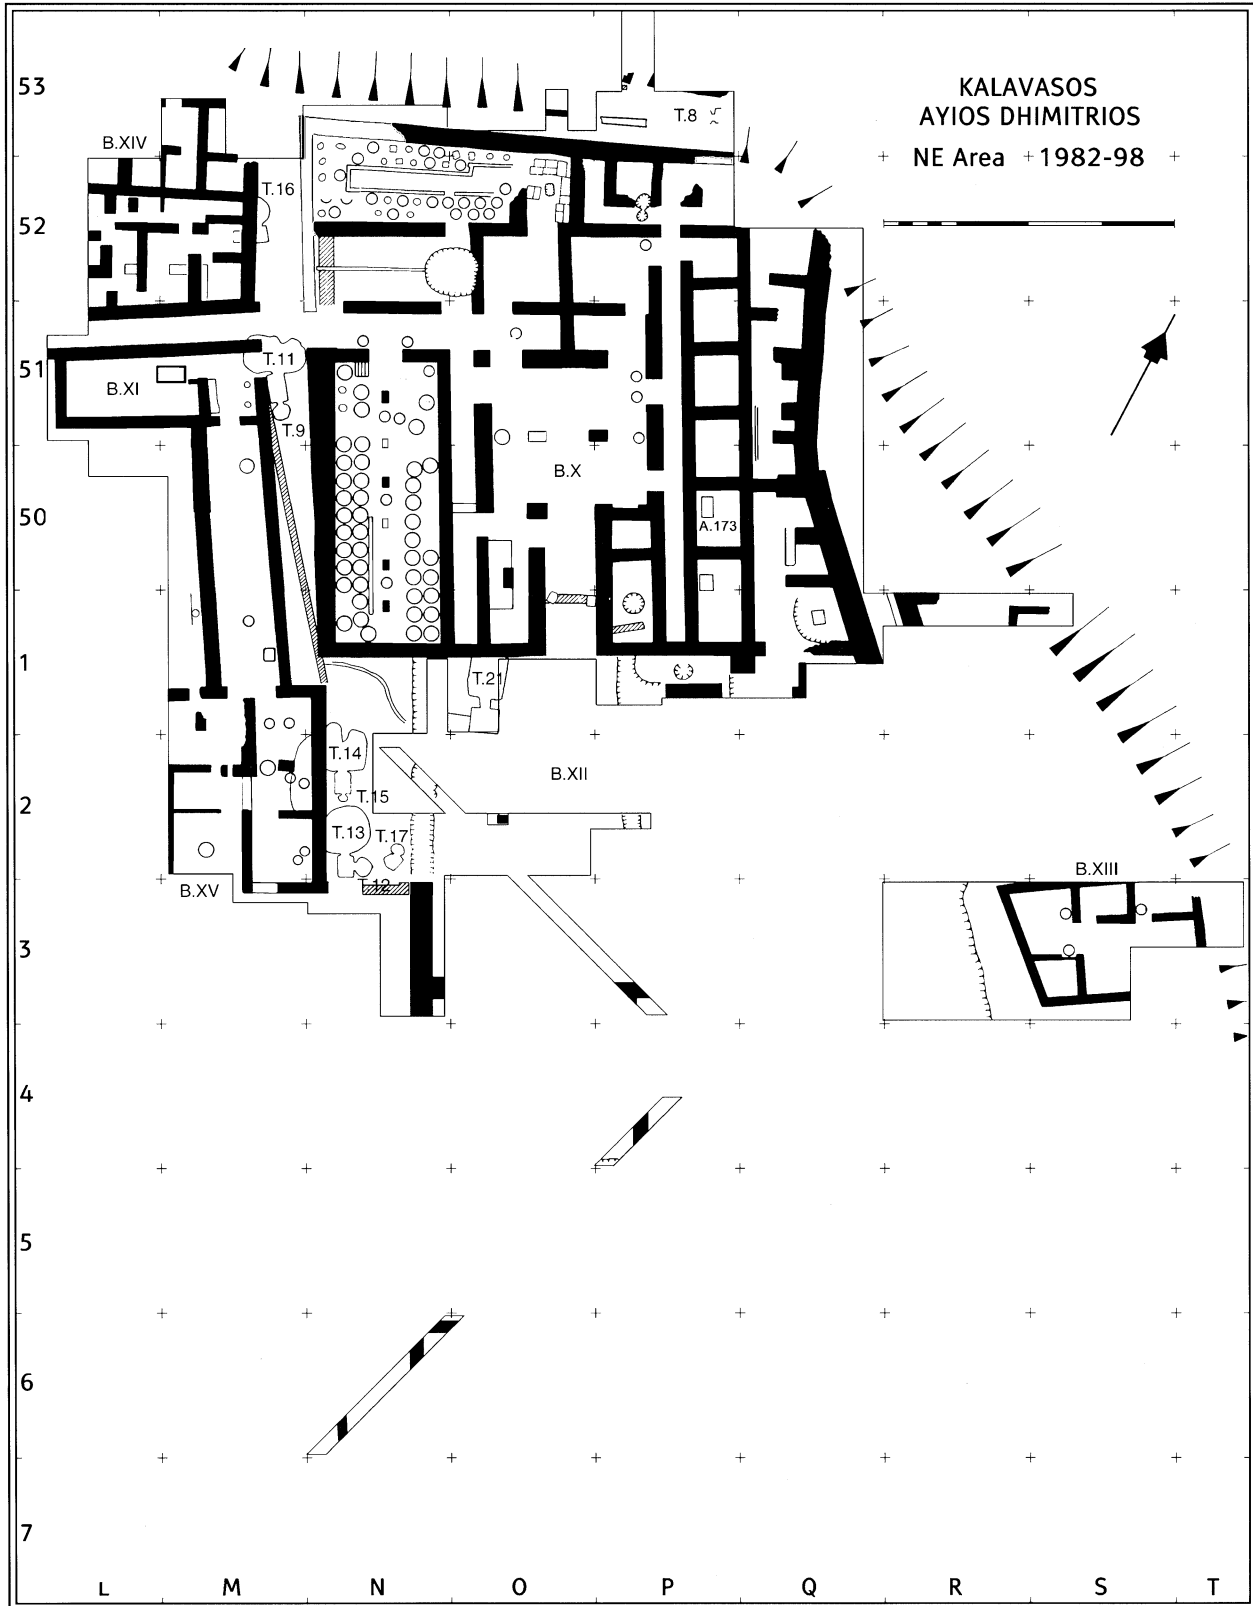 KALAVASOS
AYIOS DHIMITRIOS
NE Area 1982-98
53
T.8
B.XIV
T.16
52
51
T.11
B.XI
T.9
B.X
50
A.173
1
T.21
T.14
B.XII
T.15
2
T.13
T.17
T.12
B.XV
B.XIII
3
4
5
6
7
L M N O P Q R S T